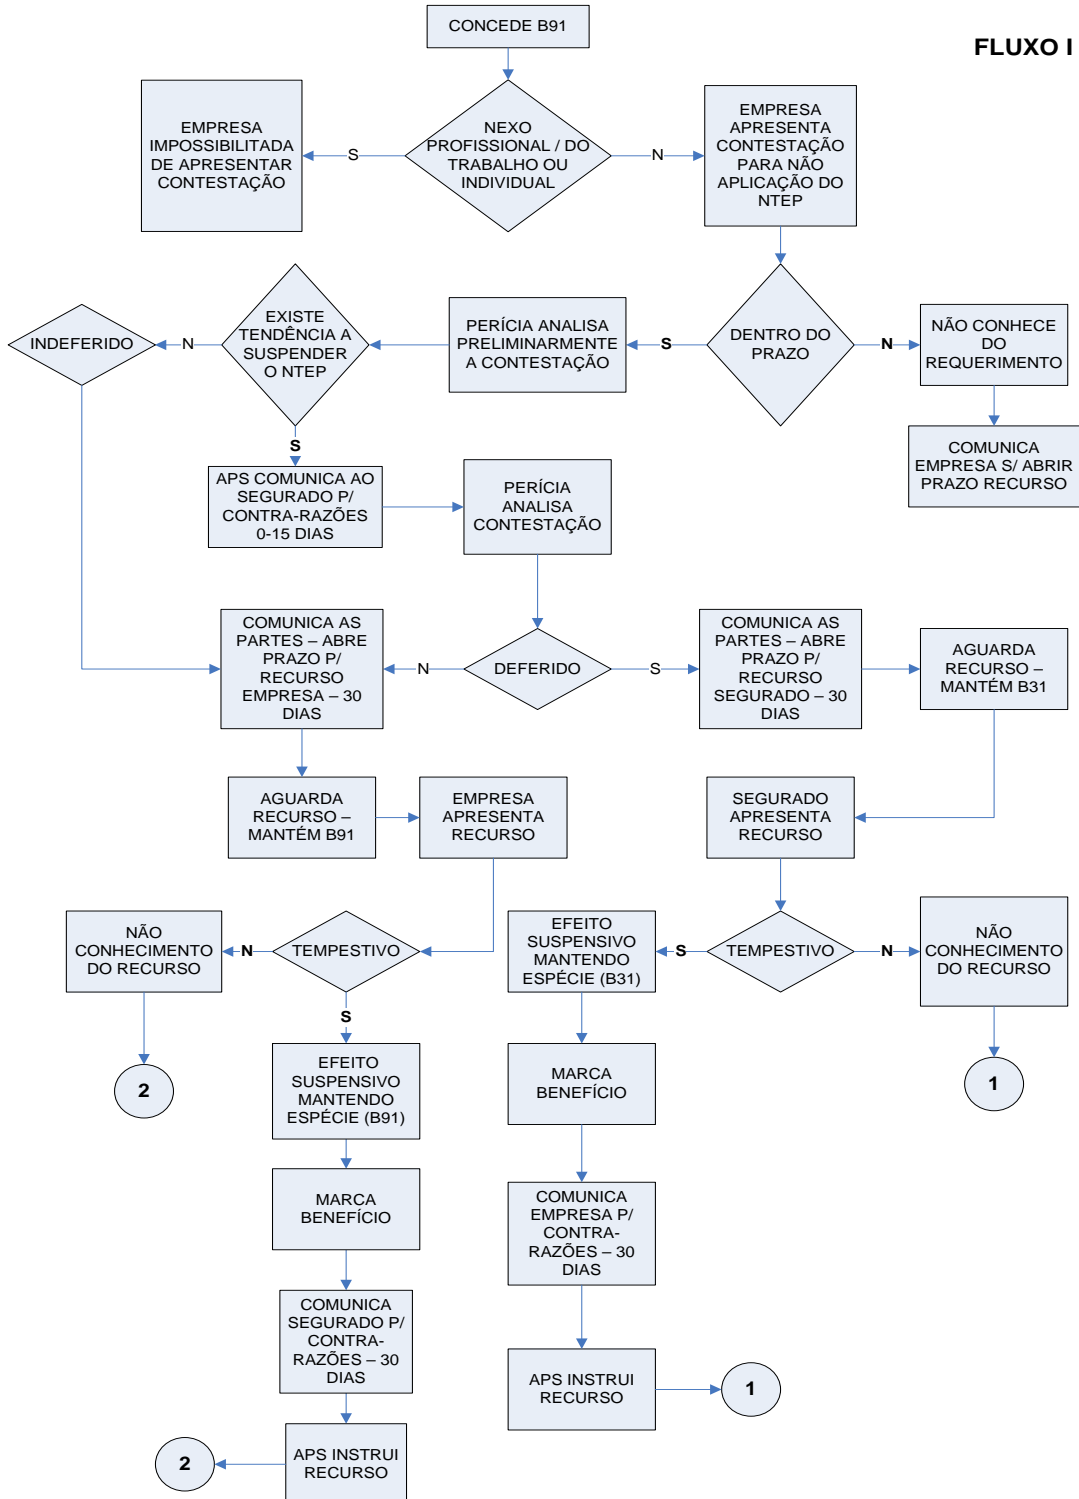 CONCEDE B91
FLUXO I
EMPRESA
IMPOSSIBILITADA
DE APRESENTAR
CONTESTAÇÃO
S
NEXO
PROFISSIONAL / DO
TRABALHO OU
INDIVIDUAL
N
EMPRESA
APRESENTA
CONTESTAÇÃO
PARA NÃO
APLICAÇÃO DO
NTEP
INDEFERIDO
N
EXISTE
TENDÊNCIA A
SUSPENDER
O NTEP
PERÍCIA ANALISA
PRELIMINARMENTE
A CONTESTAÇÃO
S
DENTRO DO
PRAZO
N
NÃO CONHECE
DO
REQUERIMENTO
S
COMUNICA
EMPRESA S/ ABRIR
PRAZO RECURSO
APS COMUNICA AO
SEGURADO P/
CONTRA-RAZÕES
0-15 DIAS
PERÍCIA
ANALISA
CONTESTAÇÃO
COMUNICA AS
PARTES – ABRE
PRAZO P/
RECURSO
EMPRESA – 30
DIAS
N
DEFERIDO
S
COMUNICA AS
PARTES – ABRE
PRAZO P/
RECURSO
SEGURADO – 30
DIAS
AGUARDA
RECURSO –
MANTÉM B31
AGUARDA
RECURSO –
MANTÉM B91
EMPRESA
APRESENTA
RECURSO
SEGURADO
APRESENTA
RECURSO
NÃO
CONHECIMENTO
DO RECURSO
N
TEMPESTIVO
EFEITO
SUSPENSIVO
MANTENDO
ESPÉCIE (B31)
S
TEMPESTIVO
N
NÃO
CONHECIMENTO
DO RECURSO
S
2
EFEITO
SUSPENSIVO
MANTENDO
ESPÉCIE (B91)
MARCA
BENEFÍCIO
1
MARCA
BENEFÍCIO
COMUNICA
EMPRESA P/
CONTRA-
RAZÕES – 30
DIAS
COMUNICA
SEGURADO P/
CONTRA-
RAZÕES – 30
DIAS
APS INSTRUI
RECURSO
1
2
APS INSTRUI
RECURSO